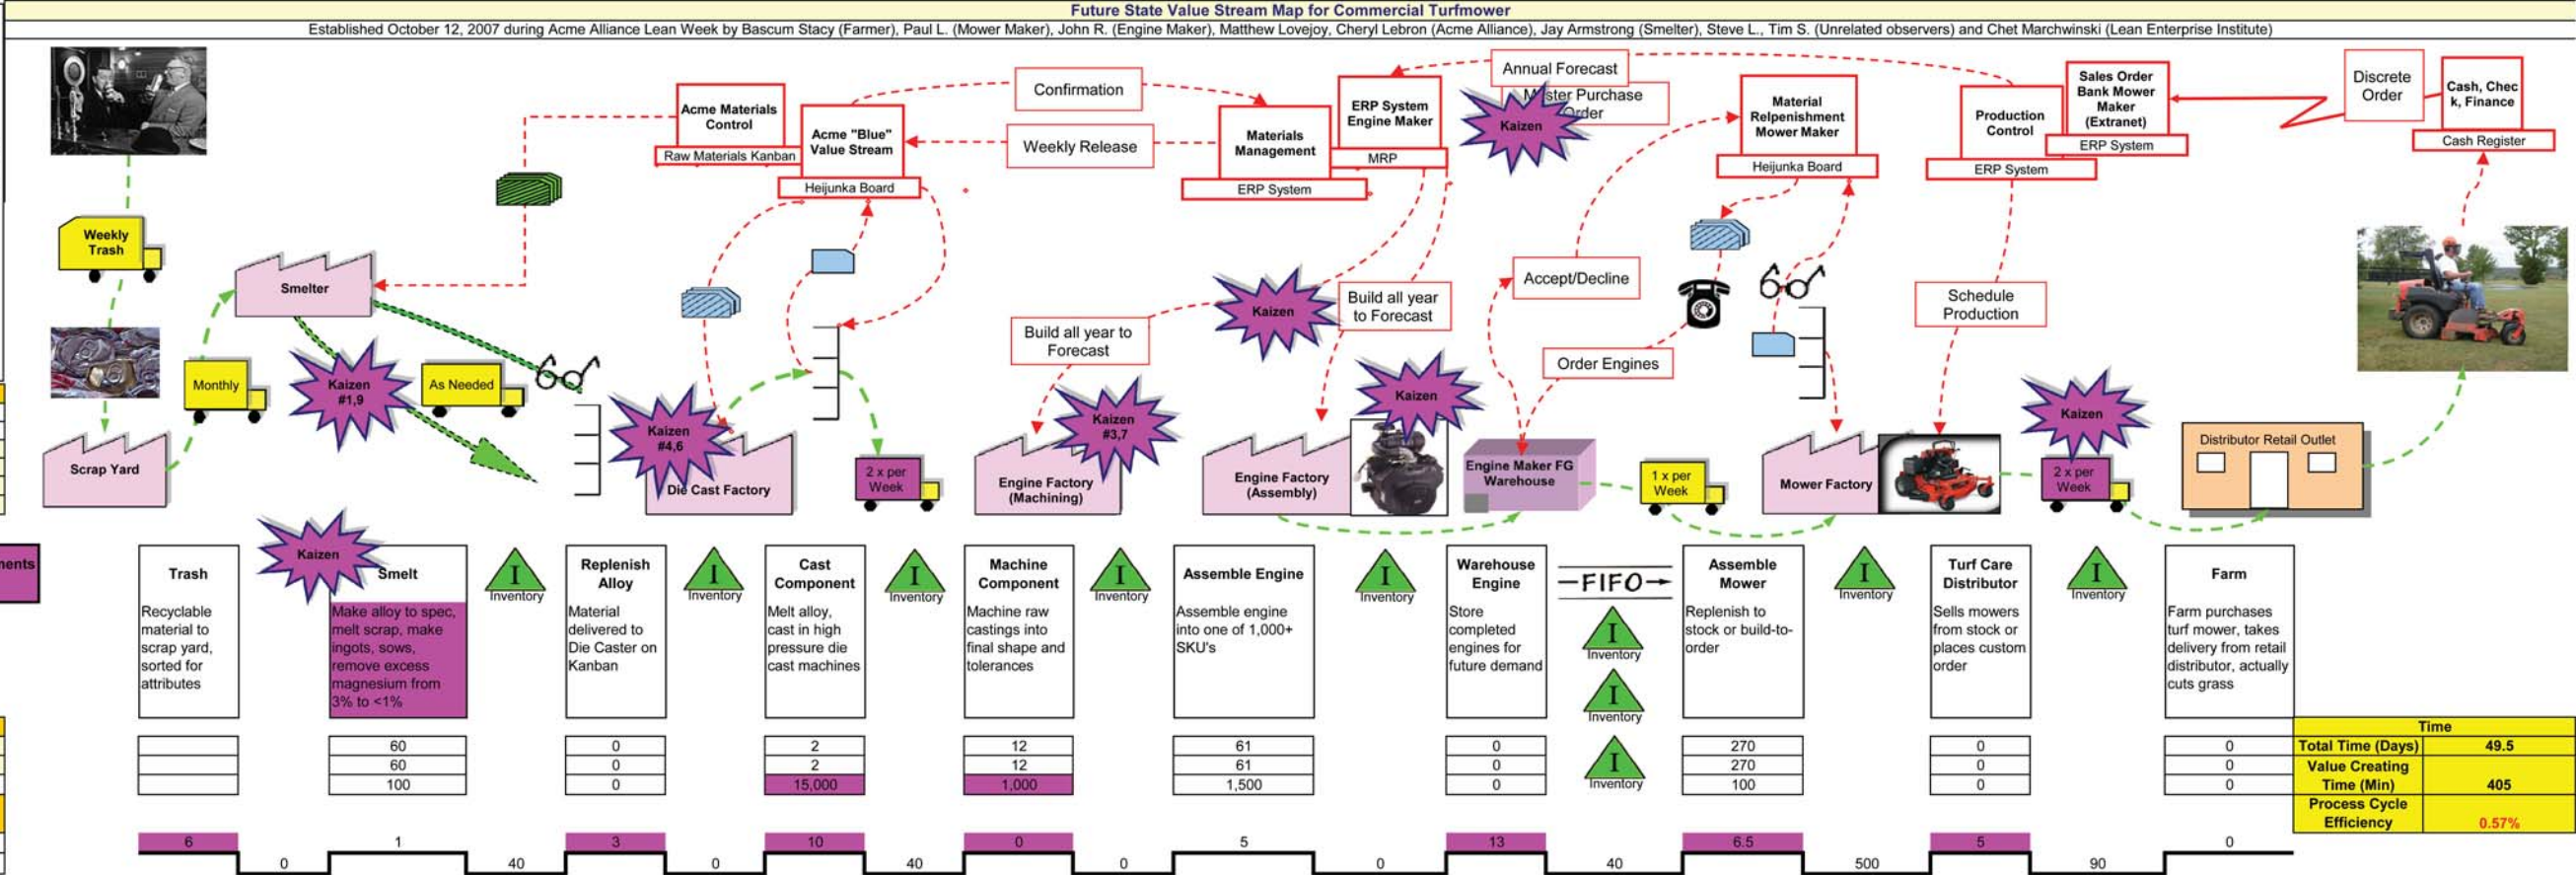 Future State Value Stream Map for Commercial Turfmower
Established October 12, 2007 during Acme Alliance Lean Week by Bascum Stacy (Farmer), Paul L. (Mower Maker), John R. (Engine Maker), Matthew Lovejoy, Cheryl Lebron (Acme Alliance), Jay Armstrong (Smelter), Steve L., Tim S. (Unrelated observers) and Chet Marchwinski (Lean Enterprise Institute)
Acme Materials
Control
Raw Materials Kanban
Acme "Blue"
Value Stream
Heijunka Board
Confirmation
Weekly Release
Materials
Management
ERP System
ERP System
Engine Maker
MRP
Annual Forecast
Purchase
Kaizen
Material
Relpenishment
Mower Maker
Heijunka Board
Production
Control
ERP System
Sales Order
Bank Mower
Maker
(Extranet)
ERP System
Discrete
Order
Cash, Chec
k, Finance
Cash Register
Weekly
Trash
Smelter
Monthly
Kaizen
#1,9
As Needed
Scrap Yard
Kaizen
#4,6
Die Cast Factory
2 x per
Week
Build all year to
Forecast
Kaizen
Build all year
to Forecast
Kaizen
#3,7
Engine Factory
(Machining)
Kaizen
Engine Factory
(Assembly)
Accept/Decline
Order Engines
Engine Maker FG
Warehouse
1 x per
Week
Schedule
Production
Mower Factory
Kaizen
2 x per
Week
Distributor Retail Outlet
ents
Trash
Recyclable
material to
scrap yard,
sorted for
attributes
Kaizen
Smelt
Make alloy to spec,
melt scrap, make
ingots, sows,
remove excess
magnesium from
3% to <1%
I
Inventory
Replenish
Alloy
Material
delivered to
Die Caster on
Kanban
I
Inventory
Cast
Component
Melt alloy,
cast in high
pressure die
cast machines
I
Inventory
Machine
Component
Machine raw
castings into
final shape and
tolerances
I
Inventory
Assemble Engine
Assemble engine
into one of 1,000+
SKU's
I
Inventory
Warehouse
Engine
Store
completed
engines for
future demand
FIFO
I
Inventory
I
Inventory
I
Inventory
Assemble
Mower
Replenish to
stock or build-to-
order
I
Inventory
Turf Care
Distributor
Sells mowers
from stock or
places custom
order
I
Inventory
Farm
Farm purchases
turf mower, takes
delivery from retail
distributor, actually
cuts grass
60 0 2 12 61 0 270 0 0
60 0 2 12 61 0 270 0 0
100 0 15,000 1,000 1,500 0 100 0 0
Time
Total Time (Days) 49.5
Value Creating
Time (Min) 405
Process Cycle
Efficiency 0.57%
6 1 3 10 0 5 13 6.5 5 0
0 40 0 40 0 0 40 500 90